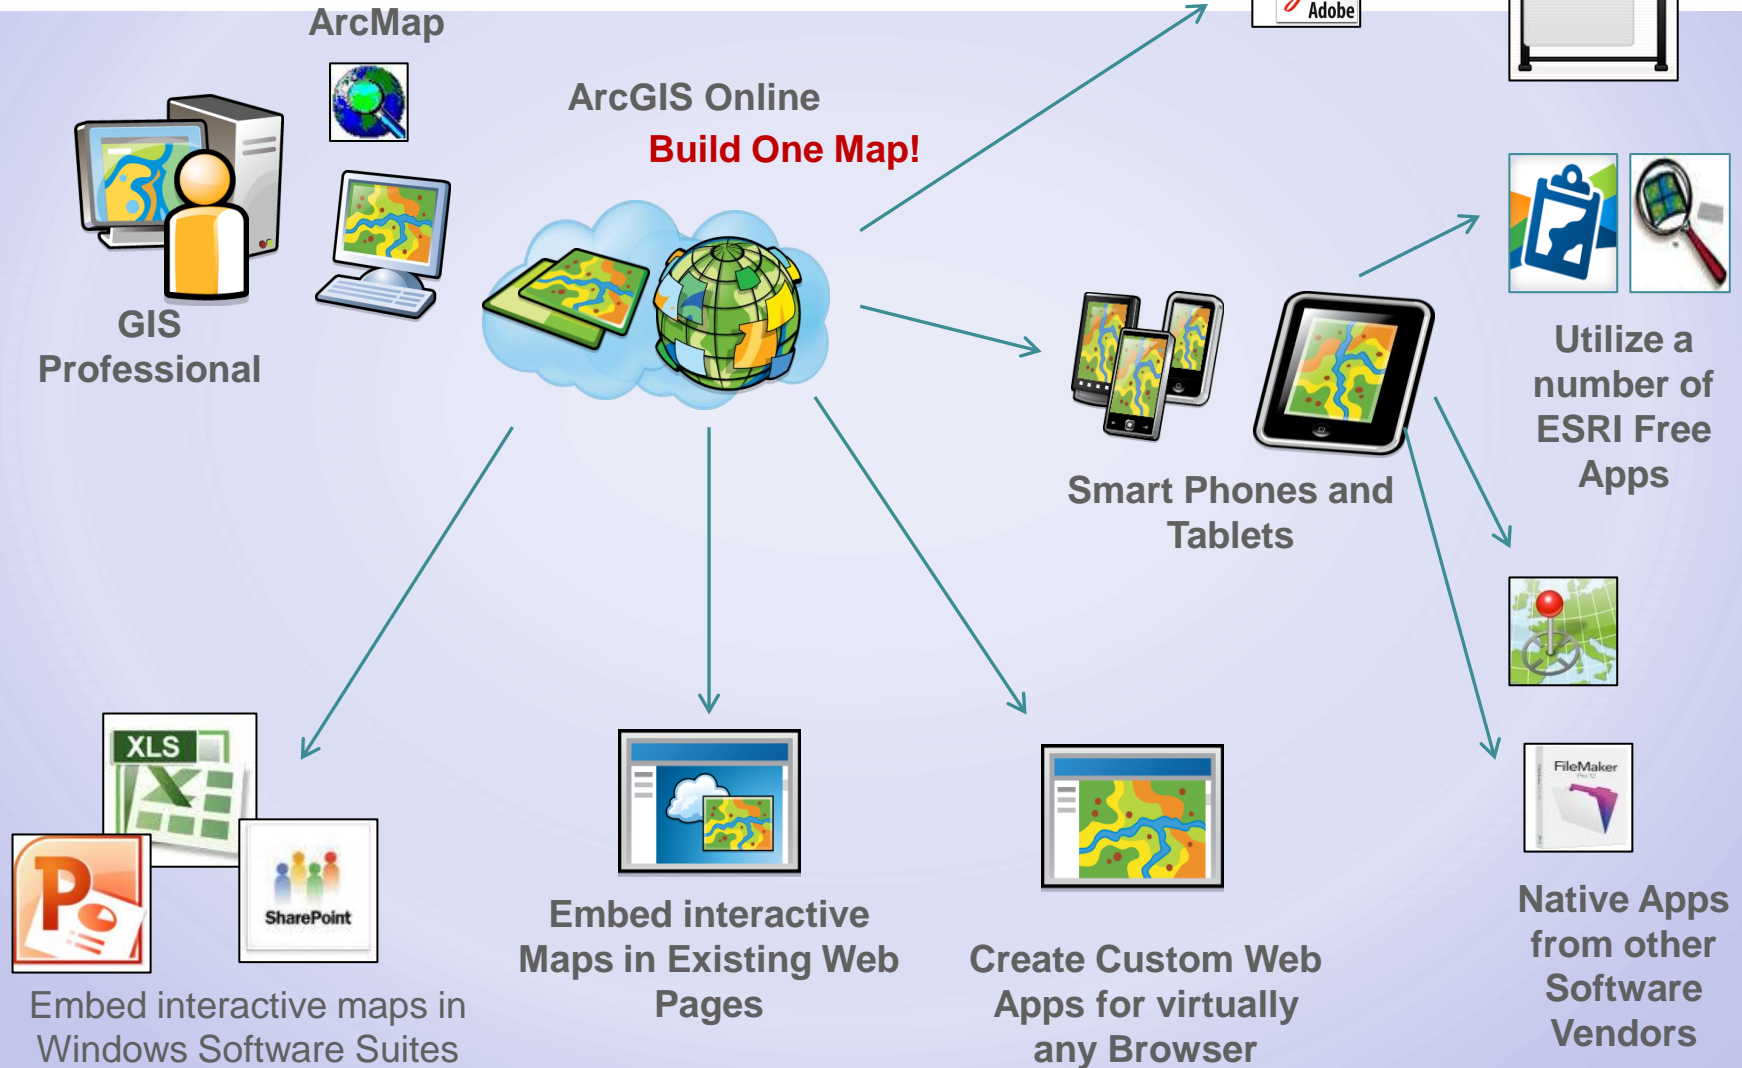 ArcMap
Adobe
ArcGIS Online
Build One Map!
GIS
Professional
Smart Phones and
Tablets
Utilize a
number of
ESRI Free
Apps
XLS
SharePoint
FileMaker
Pro 12
Embed interactive maps in
Windows Software Suites
Embed interactive
Maps in Existing Web
Pages
Create Custom Web
Apps for virtually
any Browser
Native Apps
from other
Software
Vendors